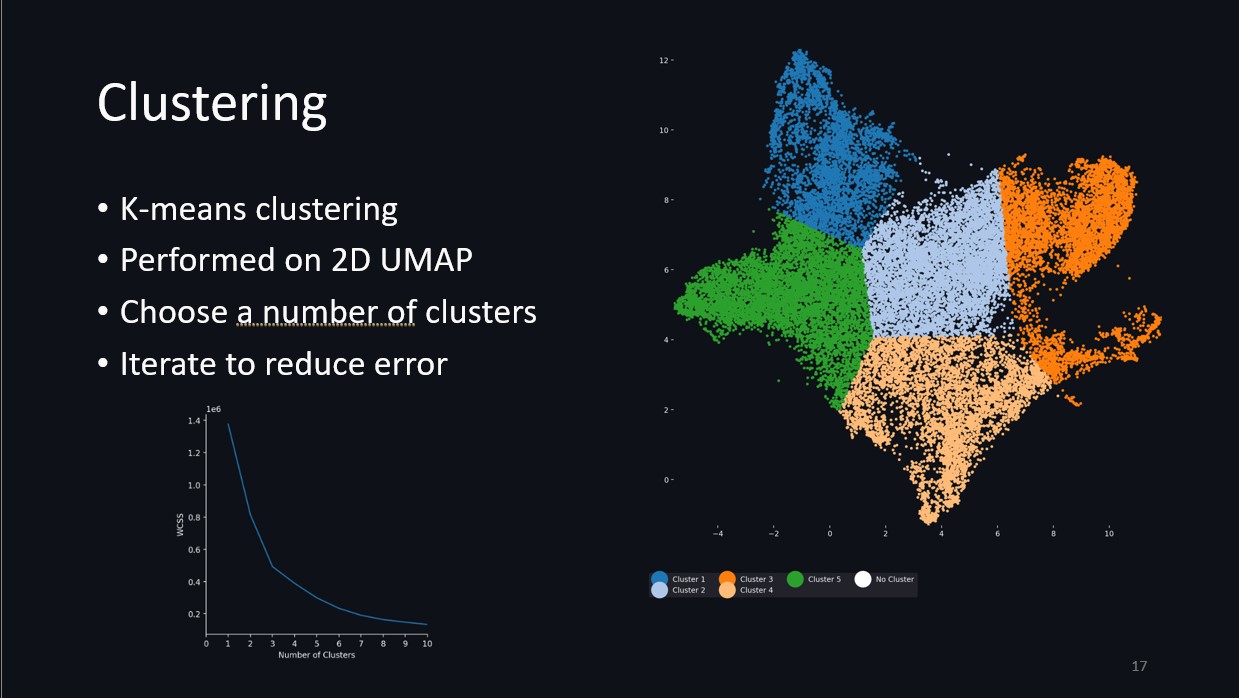 Clustering
• K-means clustering
• Performed on 2D UMAP
• Choose a number of clusters
• Iterate to reduce error
1e6
1.4
1.2
1.0
0.8
0.6
0.4
0.2
WCSS
0 1 2 3 4 5 6 7 8 9 10
Number of Clusters
12
10
8
6
4
2
0
−4 −2 0 2 4 6 8 10
Cluster 1 Cluster 3 Cluster 5 No Cluster
Cluster 2 Cluster 4
17